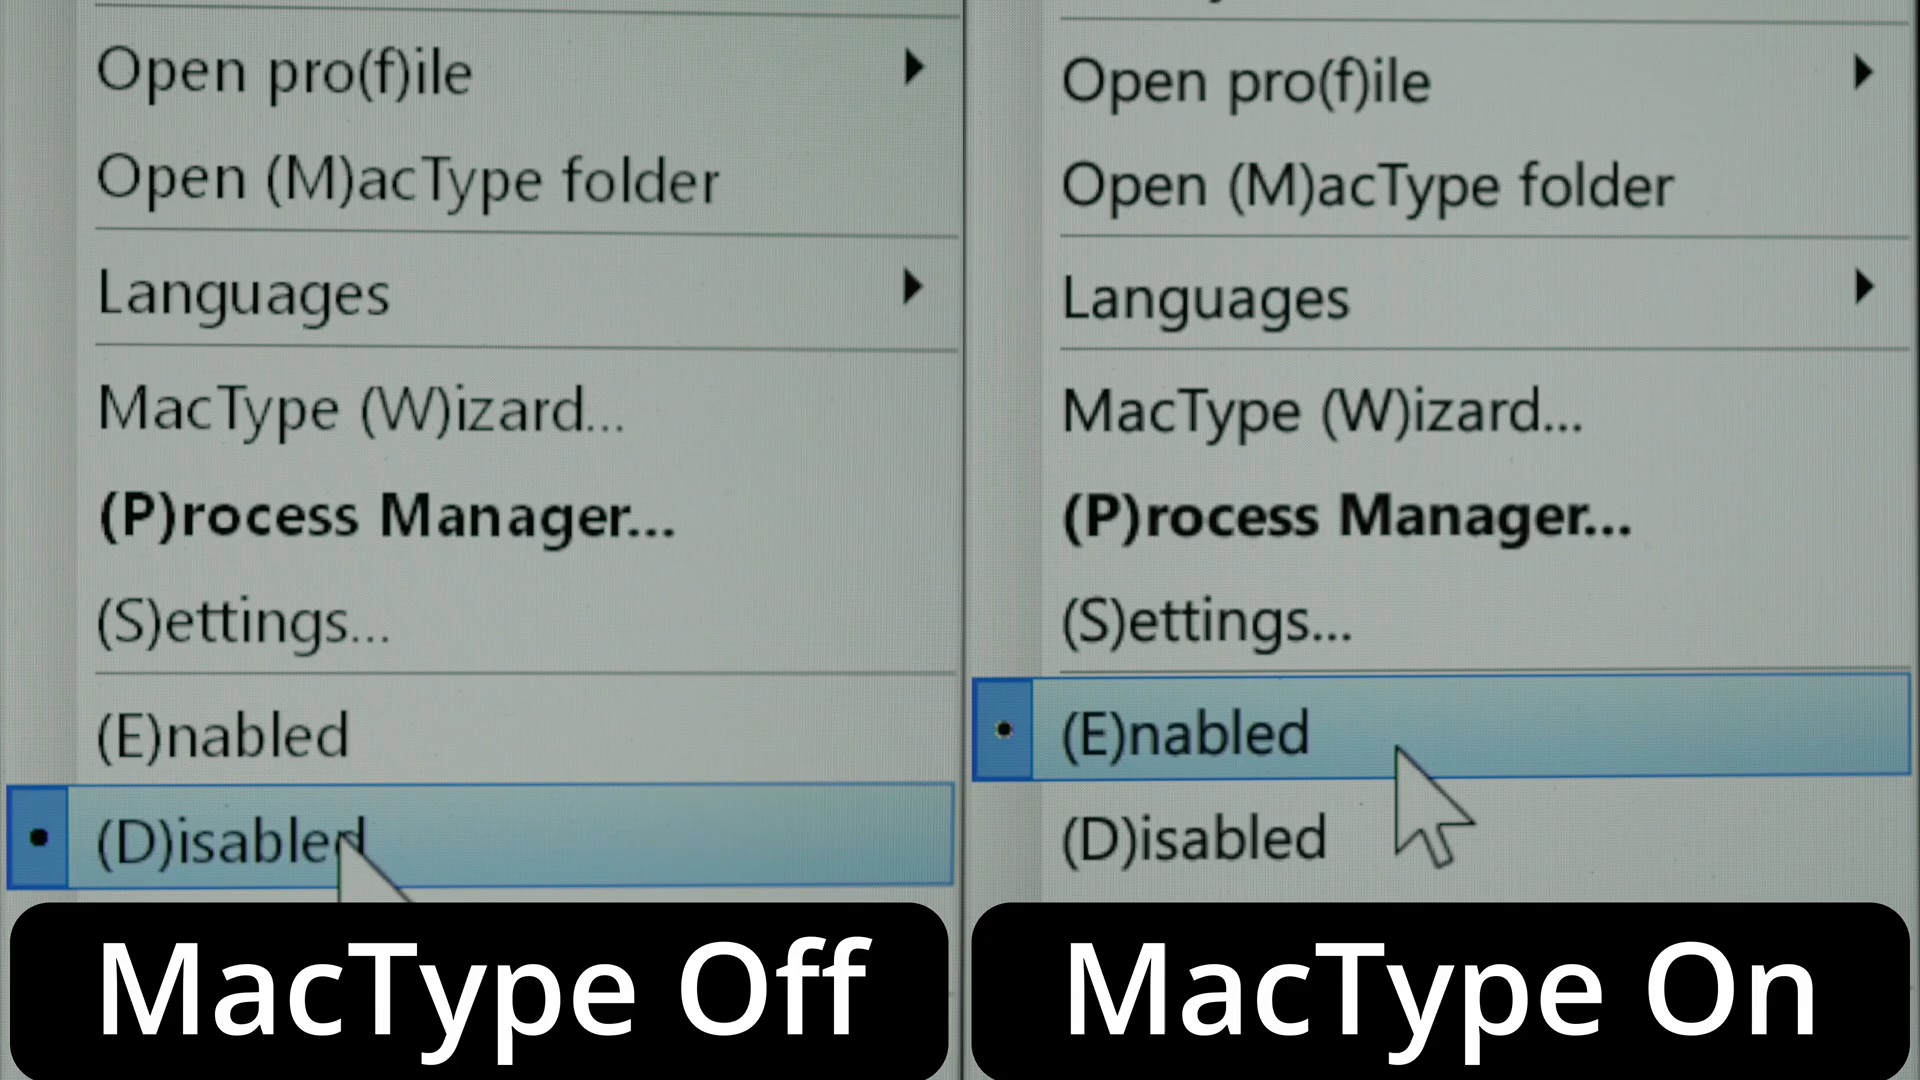 Open pro(f)ile
Open (M)acType folder
Languages
MacType (W)izard...
(P)rocess Manager...
(S)ettings...
(E)nabled
(D)isabled
MacType Off
Open pro(f)ile
Open (M)acType folder
Languages
MacType (W)izard...
(P)rocess Manager...
(S)ettings...
(E)nabled
(D)isabled
MacType On